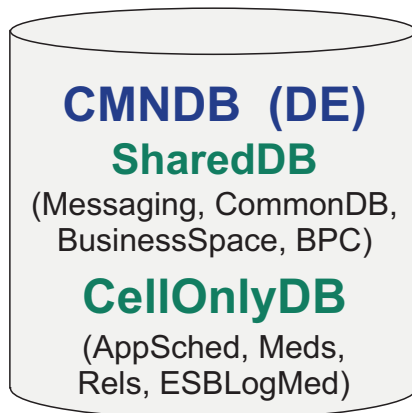 CMNDB (DE)
SharedDB
(Messaging, CommonDB,
BusinessSpace, BPC)
CellOnlyDB
(AppSched, Meds,
Rels, ESBLogMed)